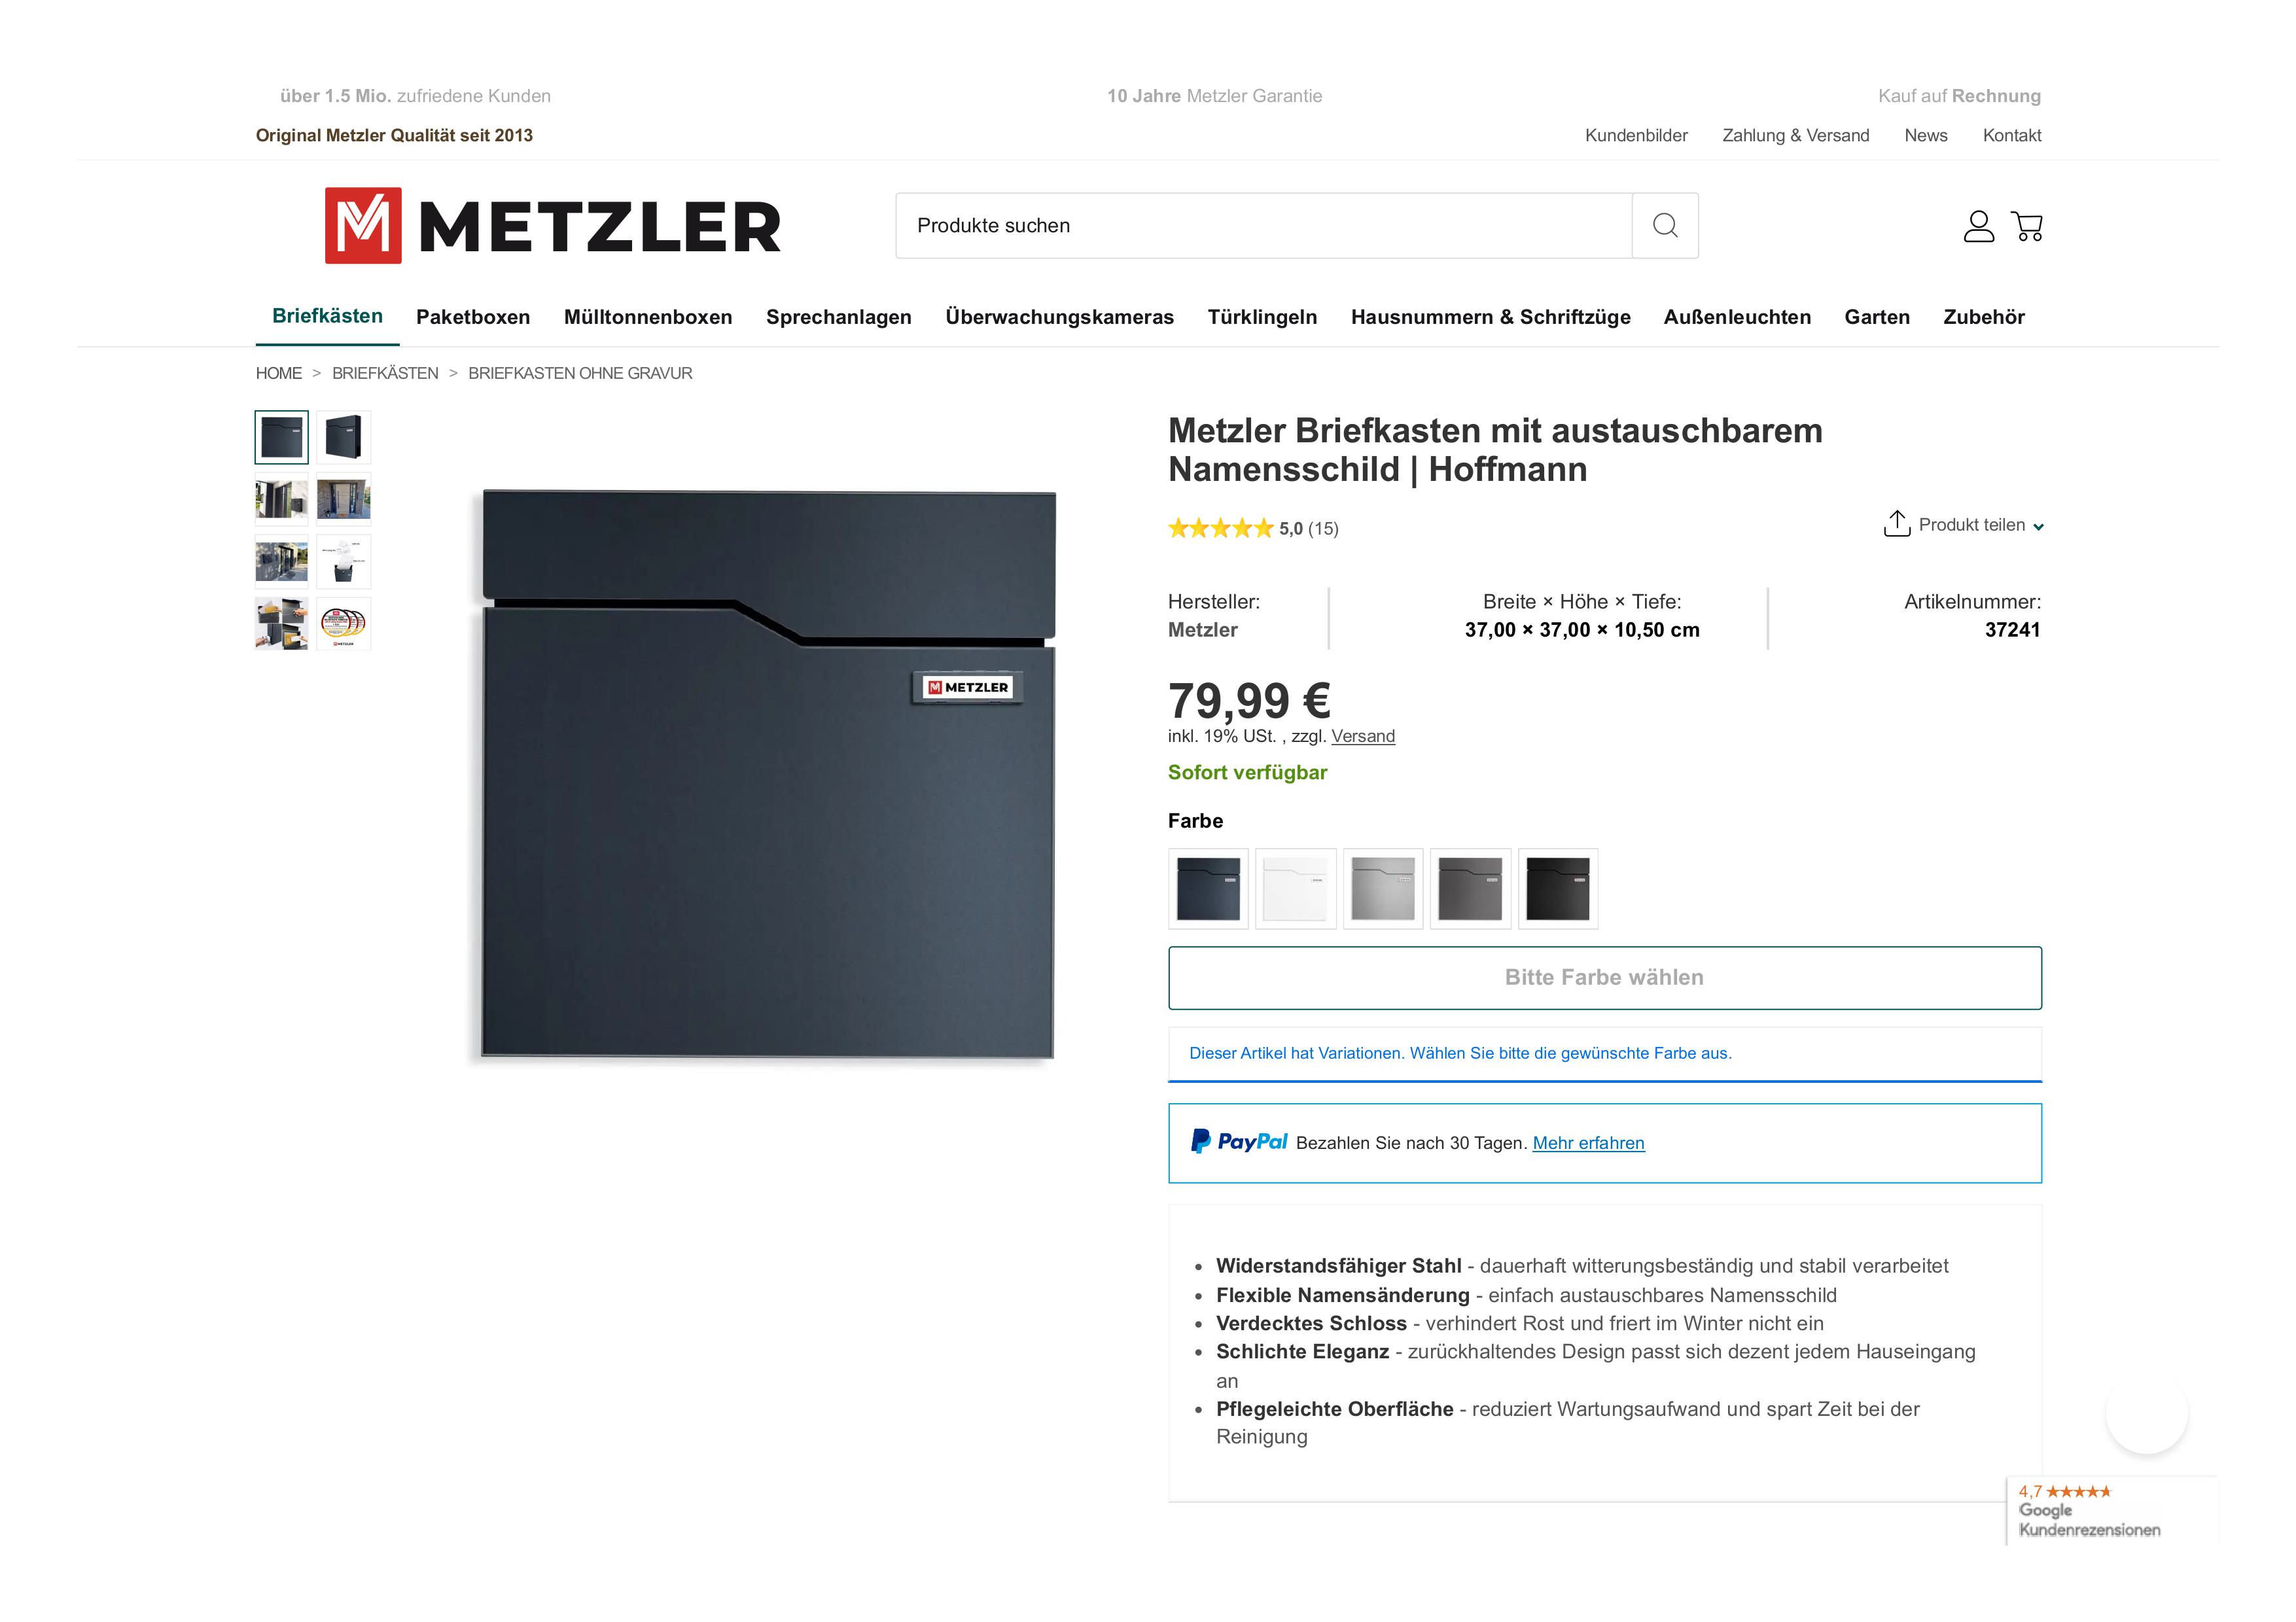 über 1.5 Mio. zufriedene Kunden
10 Jahre Metzler Garantie
Kauf auf Rechnung
Original Metzler Qualität seit 2013
Kundenbilder
Zahlung & Versand
News
Kontakt
METZLER
Produkte suchen
Briefkästen
Paketboxen
Mülltonnenboxen
Sprechanlagen
Überwachungskameras
Türklingeln
Hausnummern & Schriftzüge
Außenleuchten
Garten
Zubehör
HOME > BRIEFKÄSTEN > BRIEFKASTEN OHNE GRAVUR
METZLER
METZLER
Metzler Briefkasten mit austauschbarem
Namensschild | Hoffmann
5,0 (15)
Produkt teilen
Hersteller:
Metzler
Breite × Höhe × Tiefe:
37,00 × 37,00 × 10,50 cm
Artikelnummer:
37241
79,99 €
inkl. 19% USt. , zzgl. Versand
Sofort verfügbar
Farbe
Bitte Farbe wählen
Dieser Artikel hat Variationen. Wählen Sie bitte die gewünschte Farbe aus.
PayPal Bezahlen Sie nach 30 Tagen. Mehr erfahren
Widerstandsfähiger Stahl - dauerhaft witterungsbeständig und stabil verarbeitet
Flexible Namensänderung - einfach austauschbares Namensschild
Verdecktes Schloss - verhindert Rost und friert im Winter nicht ein
Schlichte Eleganz - zurückhaltendes Design passt sich dezent jedem Hauseingang
an
Pflegeleichte Oberfläche - reduziert Wartungsaufwand und spart Zeit bei der
Reinigung
4,7
Google
Kundenrezensionen